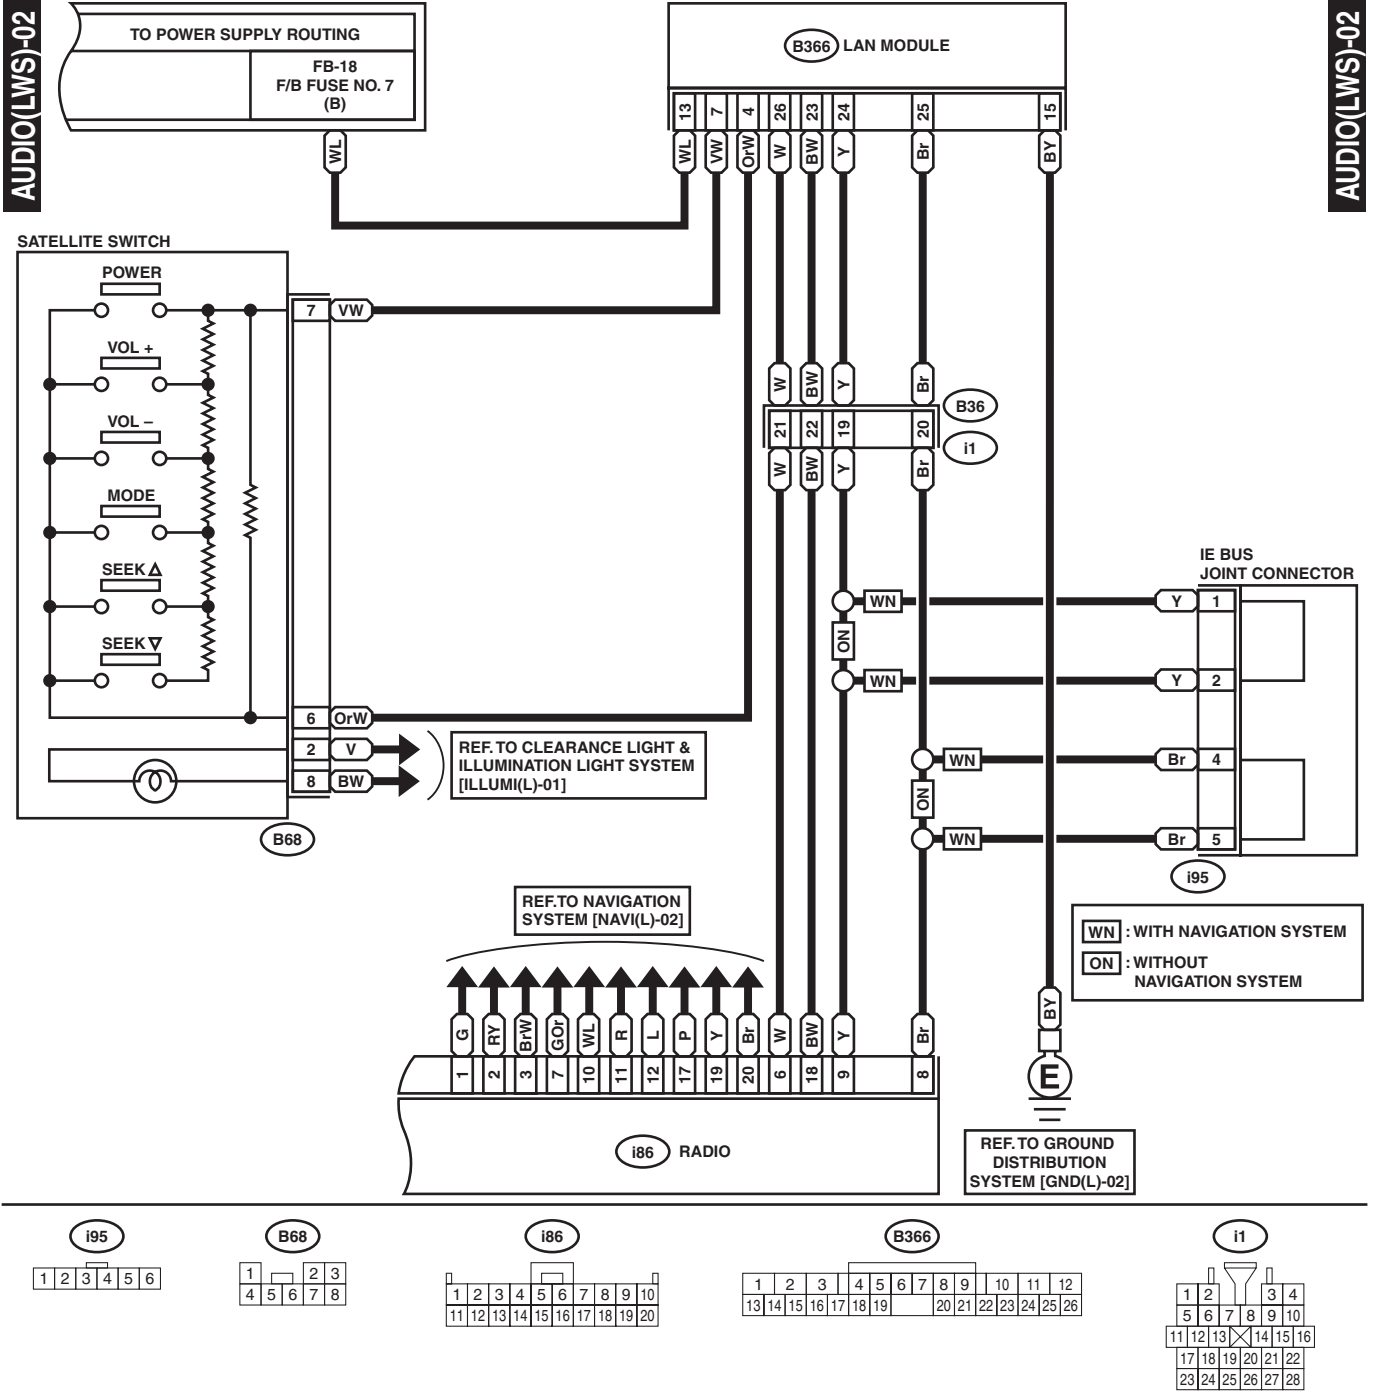 AUDIO(LWS)-02
AUDIO(LWS)-02
TO POWER SUPPLY ROUTING
FB-18
F/B FUSE NO. 7
(B)
WL
B366 LAN MODULE
13 7 4 26 23 24 25 15
WL VW OrW W BW Y Br BY
SATELLITE SWITCH
POWER
7 VW
VOL +
VOL –
MODE
SEEK △
SEEK ▽
6 OrW
2 V
8 BW
B68
REF. TO CLEARANCE LIGHT &
ILLUMINATION LIGHT SYSTEM
[ILLUMI(L)-01]
W BW Y Br
B36
21 22 19 20
i1
W BW Y Br
IE BUS
JOINT CONNECTOR
WN Y 1
ON
WN Y 2
WN Br 4
ON
WN Br 5
i95
WN : WITH NAVIGATION SYSTEM
ON : WITHOUT
NAVIGATION SYSTEM
REF.TO NAVIGATION
SYSTEM [NAVI(L)-02]
BY
G RY BrW GOr WL R L P Y Br W BW Y Br
1 2 3 7 10 11 12 17 19 20 6 18 9 8
E
i86 RADIO
REF. TO GROUND
DISTRIBUTION
SYSTEM [GND(L)-02]
i95
1 2 3 4 5 6
B68
1 2 3
4 5 6 7 8
i86
1 2 3 4 5 6 7 8 9 10
11 12 13 14 15 16 17 18 19 20
B366
1 2 3 4 5 6 7 8 9 10 11 12
13 14 15 16 17 18 19 20 21 22 23 24 25 26
i1
1 2 3 4
5 6 7 8 9 10
11 12 13 14 15 16
17 18 19 20 21 22
23 24 25 26 27 28